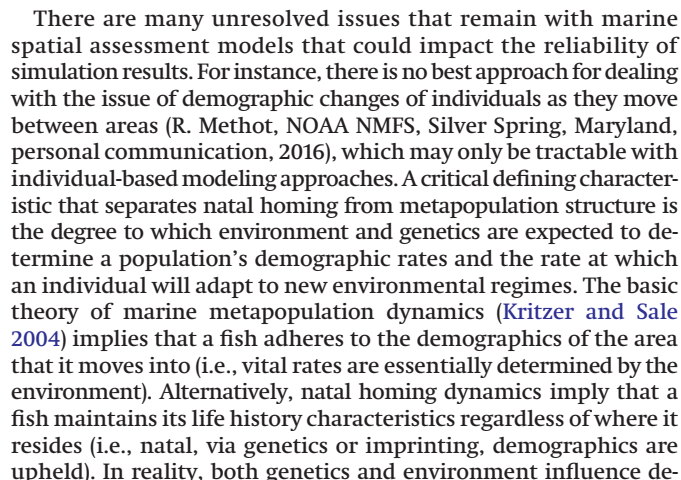 There are many unresolved issues that remain with marine
spatial assessment models that could impact the reliability of
simulation results. For instance, there is no best approach for dealing
with the issue of demographic changes of individuals as they move
between areas (R. Methot, NOAA NMFS, Silver Spring, Maryland,
personal communication, 2016), which may only be tractable with
individual-based modeling approaches. A critical defining character-
istic that separates natal homing from metapopulation structure is
the degree to which environment and genetics are expected to de-
termine a population's demographic rates and the rate at which
an individual will adapt to new environmental regimes. The basic
theory of marine metapopulation dynamics (Kritzer and Sale
2004) implies that a fish adheres to the demographics of the area
that it moves into (i.e., vital rates are essentially determined by the
environment). Alternatively, natal homing dynamics imply that a
fish maintains its life history characteristics regardless of where it
resides (i.e., natal, via genetics or imprinting, demographics are
upheld). In reality, both genetics and environment influence de-